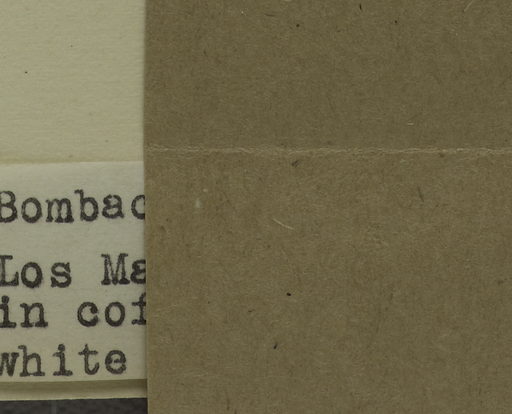 Bombac
Los Ma
in cof
white